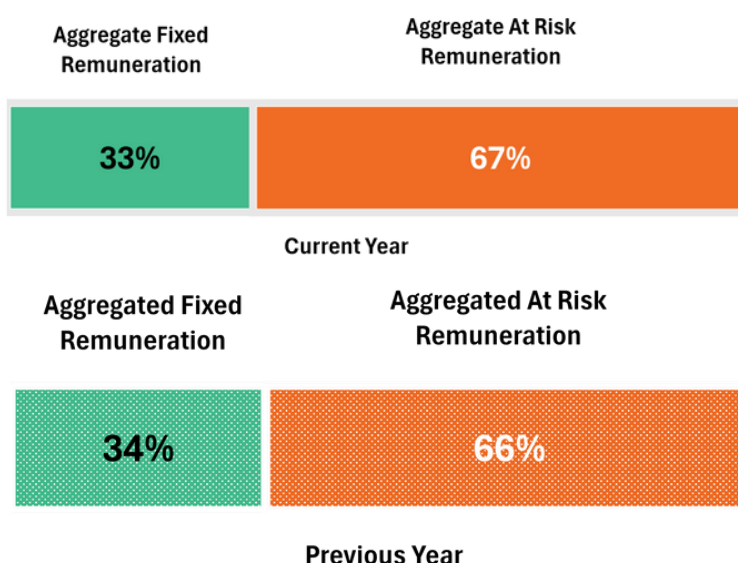 Aggregate Fixed
Remuneration
Aggregate At Risk
Remuneration
33%
67%
Current Year
Aggregated Fixed
Remuneration
Aggregated At Risk
Remuneration
34%
66%
Previous Year